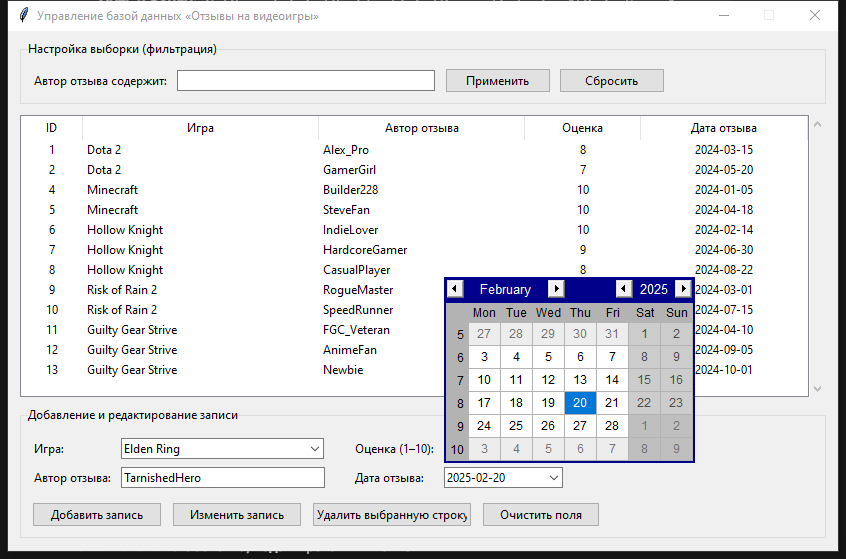 Управление базой данных «Отзывы на видеоигры»
Настройка выборки (фильтрация)
Автор отзыва содержит: Применить Сбросить
ID Игра Автор отзыва Оценка Дата отзыва
1 Dota 2 Alex_Pro 8 2024-03-15
2 Dota 2 GamerGirl 7 2024-05-20
4 Minecraft Builder228 10 2024-01-05
5 Minecraft SteveFan 10 2024-04-18
6 Hollow Knight IndieLover 10 2024-02-14
7 Hollow Knight HardcoreGamer 9 2024-06-30
8 Hollow Knight CasualPlayer 8 2024-08-22
9 Risk of Rain 2 RogueMaster 2024-03-01
10 Risk of Rain 2 SpeedRunner 2024-07-15
11 Guilty Gear Strive FGC_Veteran 2024-04-10
12 Guilty Gear Strive AnimeFan 2024-09-05
13 Guilty Gear Strive Newbie 2024-10-01
February 2025
Mon Tue Wed Thu Fri Sat Sun
5 27 28 29 30 31 1 2
6 3 4 5 6 7 8 9
7 10 11 12 13 14 15 16
8 17 18 19 20 21 22 23
9 24 25 26 27 28 1 2
10 3 4 5 6 7 8 9
Добавление и редактирование записи
Игра: Elden Ring Оценка (1–10):
Автор отзыва: TarnishedHero Дата отзыва: 2025-02-20
Добавить запись Изменить запись Удалить выбранную строку Очистить поля